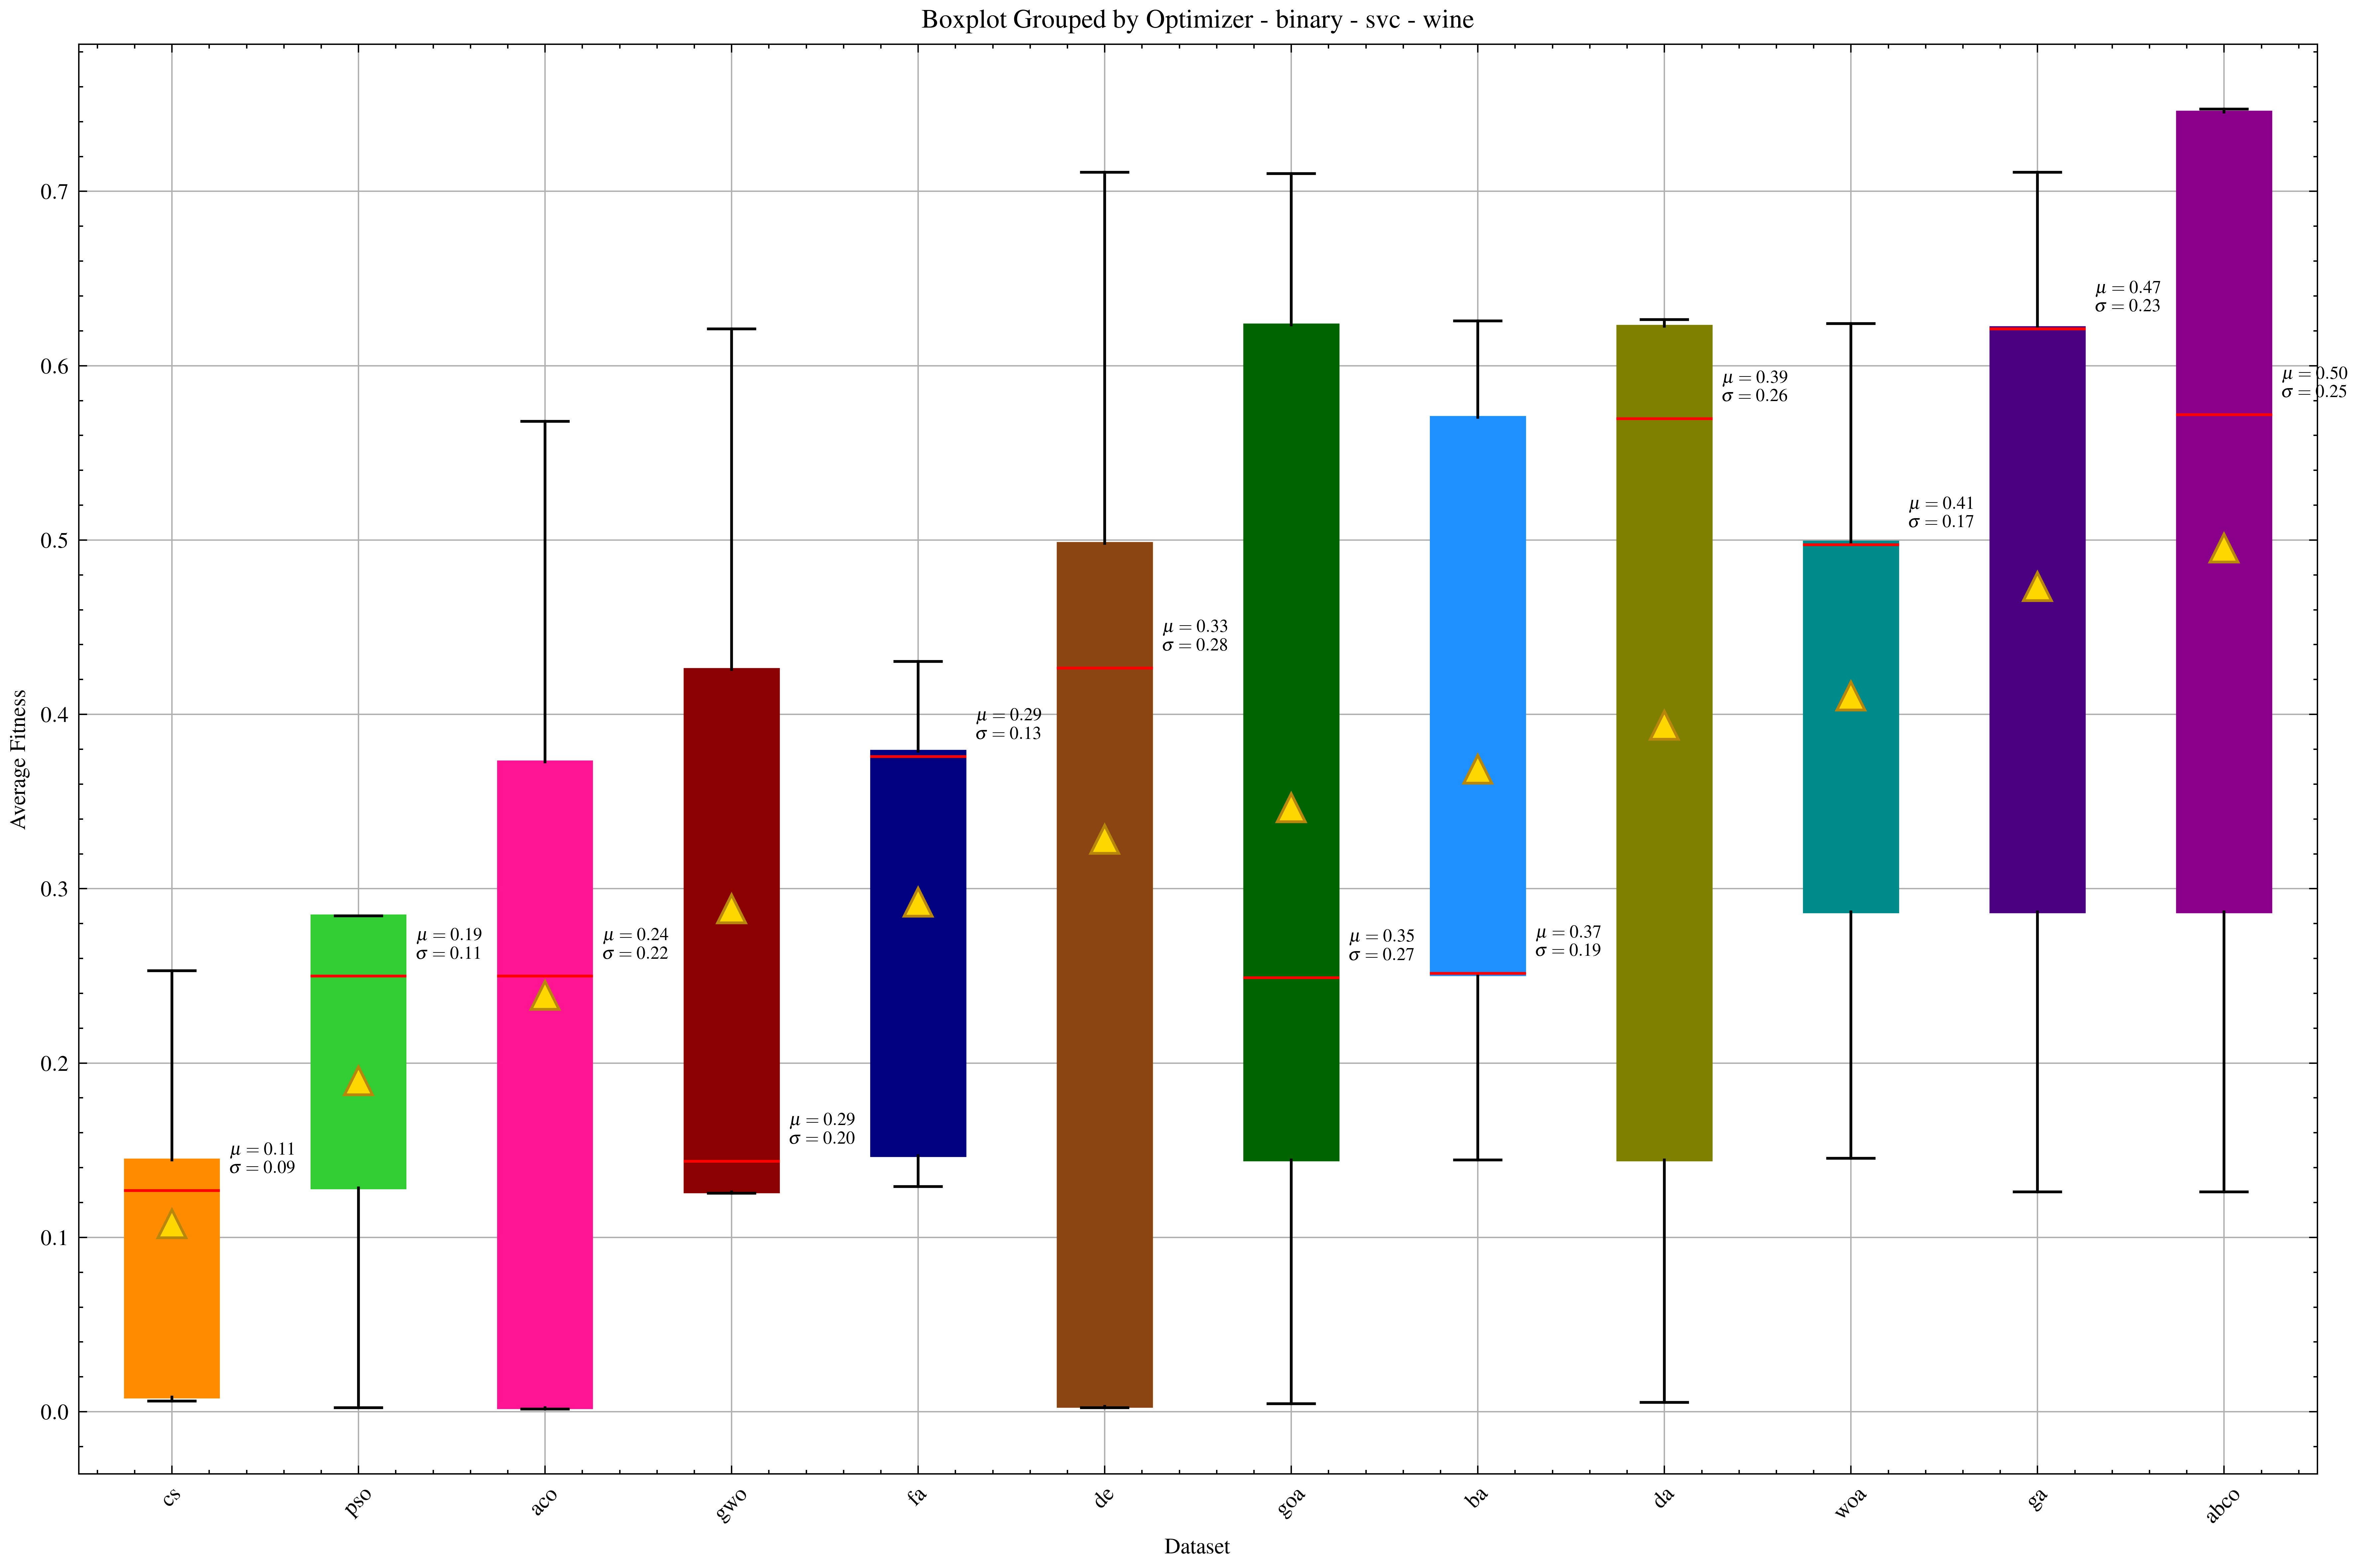 Boxplot Grouped by Optimizer - binary - svc - wine
Average Fitness
0.7
0.6
0.5
0.4
0.3
0.2
0.1
0.0
μ = 0.11
σ = 0.09
μ = 0.19
σ = 0.11
μ = 0.24
σ = 0.22
μ = 0.29
σ = 0.20
μ = 0.29
σ = 0.13
μ = 0.33
σ = 0.28
μ = 0.35
σ = 0.27
μ = 0.37
σ = 0.19
μ = 0.39
σ = 0.26
μ = 0.41
σ = 0.17
μ = 0.47
σ = 0.23
μ = 0.50
σ = 0.25
cs
pso
aco
gwo
fa
de
goa
ba
da
woa
ga
abco
Dataset